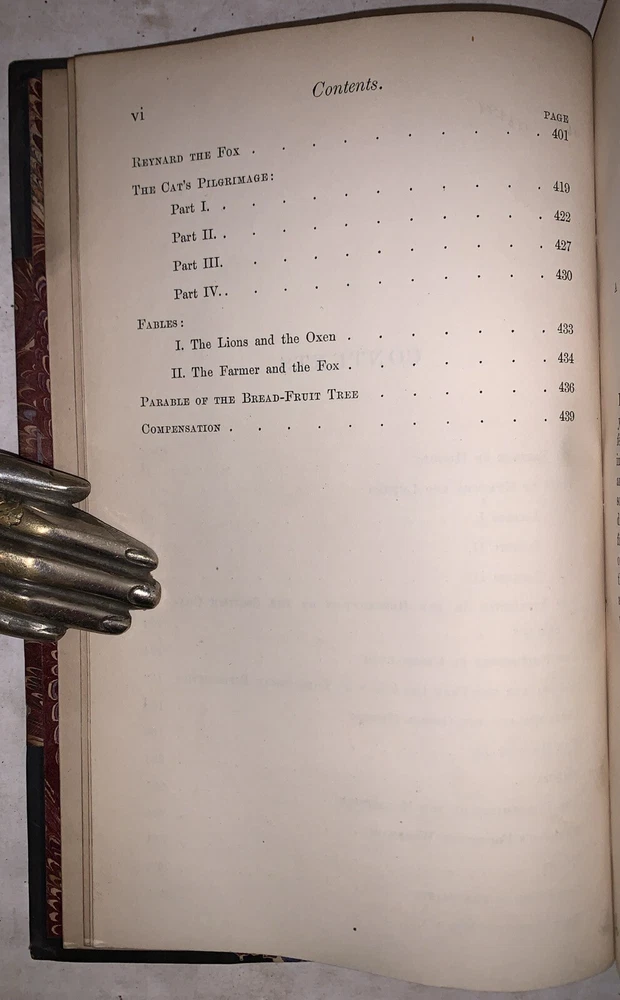 Contents.
vi
PAGE
REYNARD THE FOX . . . . . . . . . . 401
THE CAT'S PILGRIMAGE:
Part I. . . . . . . . . . . 419
Part II. . . . . . . . . . . 422
Part III. . . . . . . . . . 427
Part IV. . . . . . . . . . . 430
FABLES:
I. The Lions and the Oxen . . . . . . 433
II. The Farmer and the Fox . . . . . . 434
PARABLE OF THE BREAD-FRUIT TREE . . . . . . 436
COMPENSATION . . . . . . . . . . 439